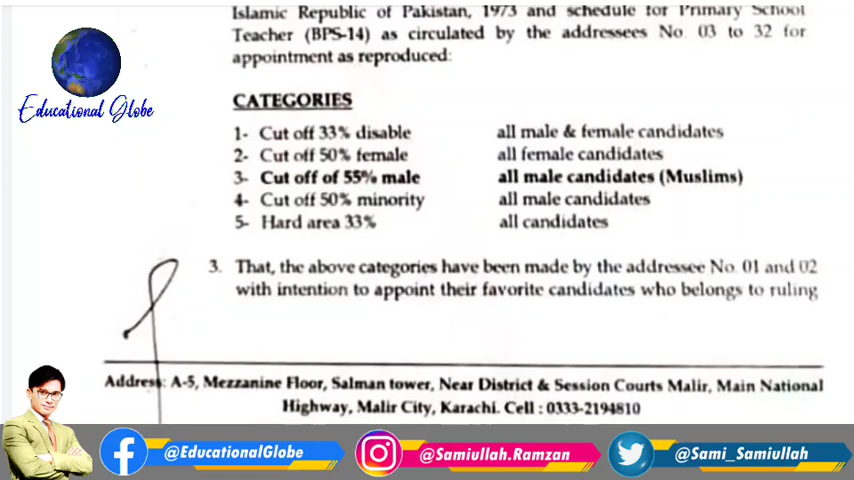 Islamic Republic of Pakistan, 1973 and schedule for Primary School
Teacher (BPS-14) as circulated by the addressees No. 03 to 32 for
appointment as reproduced:
Educational Globe
CATEGORIES
1- Cut off 33% disable all male & female candidates
2- Cut off 50% female all female candidates
3- Cut off of 55% male all male candidates (Muslims)
4- Cut off 50% minority all male candidates
5- Hard area 33% all candidates
3. That, the above categories have been made by the addressee No. 01 and 02
with intention to appoint their favorite candidates who belongs to ruling
Address: A-5, Mezzanine Floor, Salman tower, Near District & Session Courts Malir, Main National
Highway, Malir City, Karachi. Cell : 0333-2194810
@EducationalGlobe @Samiullah.Ramzan @Sami_Samiullah